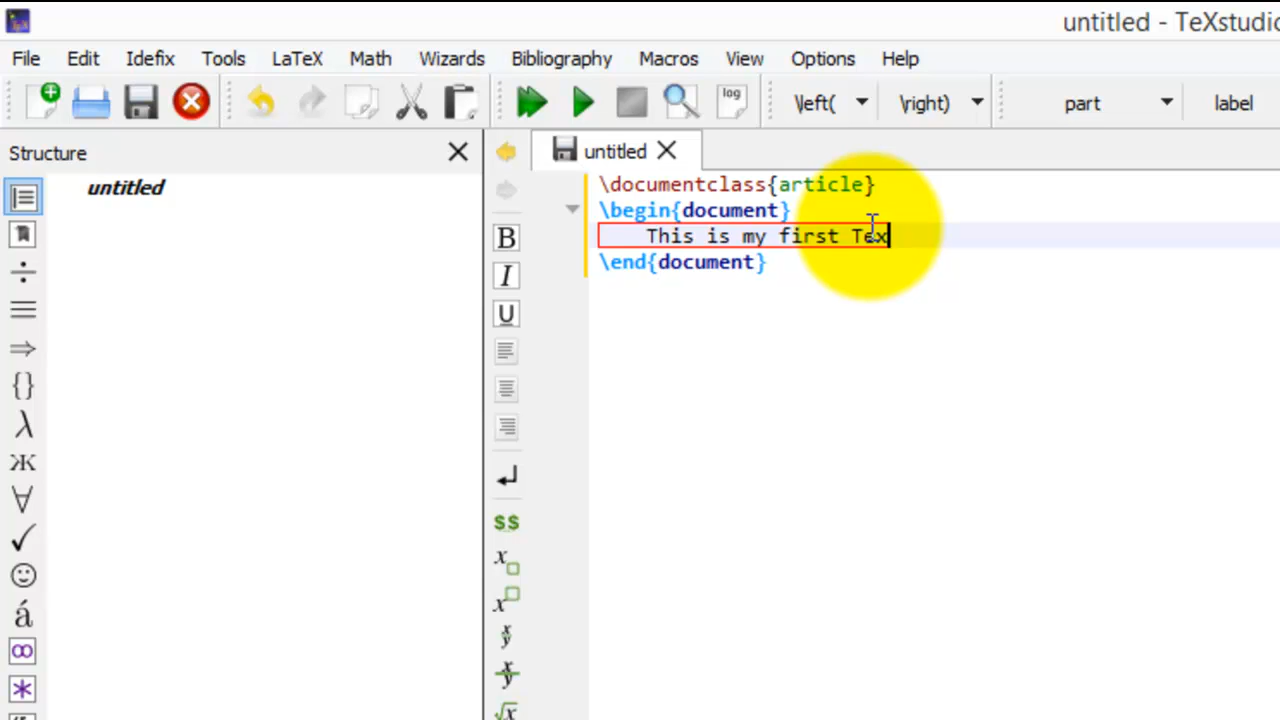 untitled - TeXstudio
File Edit Idefix Tools LaTeX Math Wizards Bibliography Macros View Options Help
log \left( \right) part label
Structure
untitled
untitled
\documentclass{article}
\begin{document}
This is my first Tex
\end{document}
B
I
U
$$
x
x
x
y
x
y
√x
{}
λ
Ж
∀
á